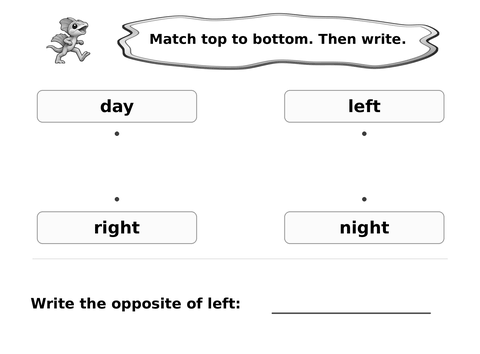 Match top to bottom. Then write.
day
left
right
night
Write the opposite of left: